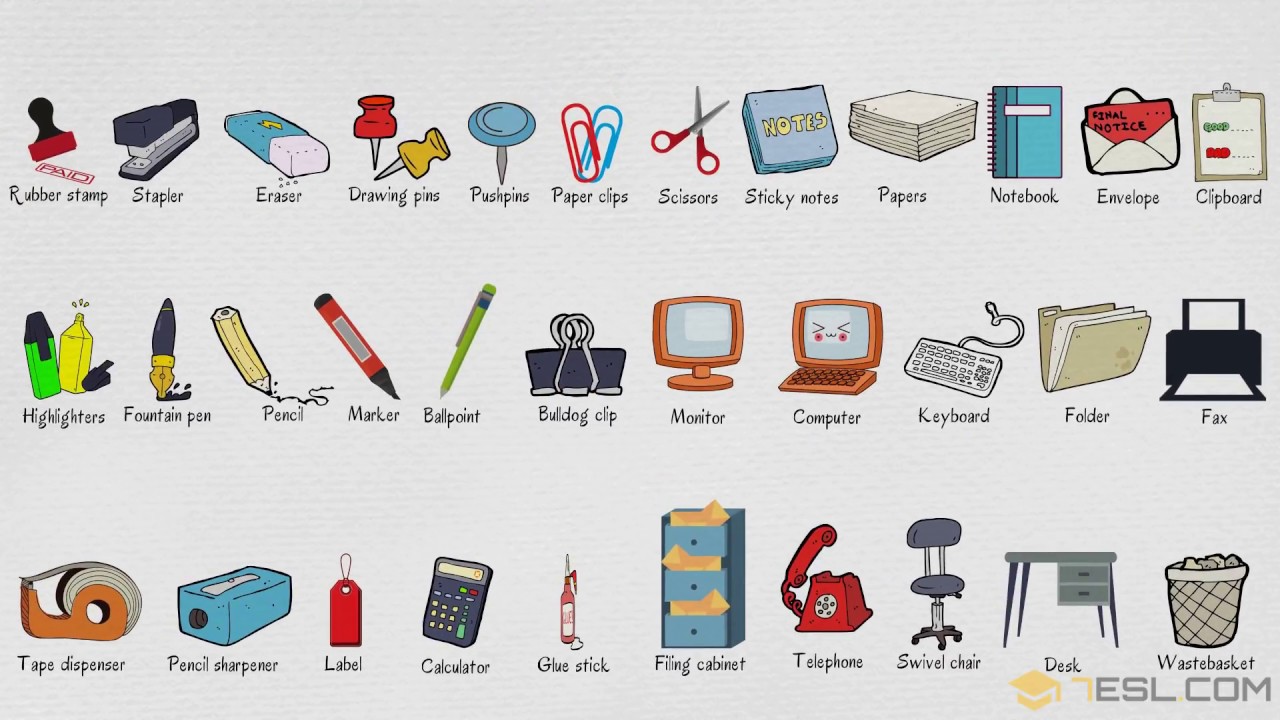 PAID
NOTES
FINAL
NOTICE
GOOD
BAD
Rubber stamp
Stapler
Eraser
Drawing pins
Pushpins
Paper clips
Scissors
Sticky notes
Papers
Notebook
Envelope
Clipboard
Highlighters
Fountain pen
Pencil
Marker
Ballpoint
Bulldog clip
Monitor
Computer
Keyboard
Folder
Fax
GLUE
Tape dispenser
Pencil sharpener
Label
Calculator
Glue stick
Filing cabinet
Telephone
Swivel chair
Desk
Wastebasket
7ESL.COM